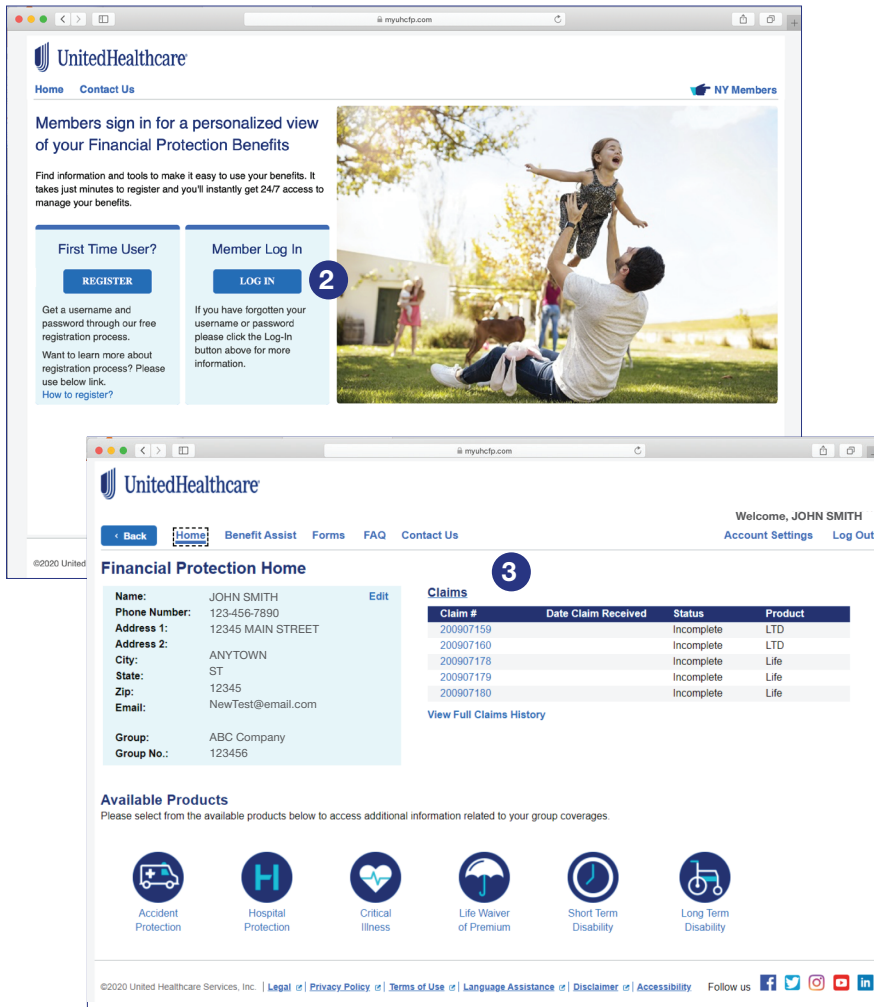 myuhcfp.com
UnitedHealthcare®
Home Contact Us
NY Members
Members sign in for a personalized view
of your Financial Protection Benefits
Find information and tools to make it easy to use your benefits. It
takes just minutes to register and you'll instantly get 24/7 access to
manage your benefits.
First Time User?
REGISTER
Get a username and
password through our free
registration process.
Want to learn more about
registration process? Please
use below link.
How to register?
Member Log In
LOG IN
2
If you have forgotten your
username or password
please click the Log-In
button above for more
information.
©2020 United
myuhcfp.com
UnitedHealthcare®
Welcome, JOHN SMITH
‹ Back Home Benefit Assist Forms FAQ Contact Us
Account Settings Log Out
Financial Protection Home
3
Name: JOHN SMITH Edit
Phone Number: 123-456-7890
Address 1: 12345 MAIN STREET
Address 2:
City: ANYTOWN
State: ST
Zip: 12345
Email: NewTest@email.com
Group: ABC Company
Group No.: 123456
Claims
Claim # Date Claim Received Status Product
200907159 Incomplete LTD
200907160 Incomplete LTD
200907178 Incomplete Life
200907179 Incomplete Life
200907180 Incomplete Life
View Full Claims History
Available Products
Please select from the available products below to access additional information related to your group coverages.
Accident
Protection
H
Hospital
Protection
Critical
Illness
Life Waiver
of Premium
Short Term
Disability
Long Term
Disability
©2020 United Healthcare Services, Inc. | Legal | Privacy Policy | Terms of Use | Language Assistance | Disclaimer | Accessibility Follow us